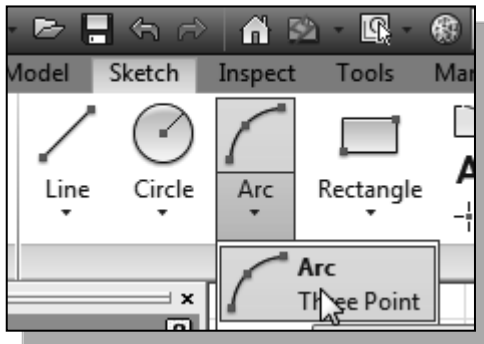 Model Sketch Inspect Tools
Line Circle Arc Rectangle
Arc
Three Point